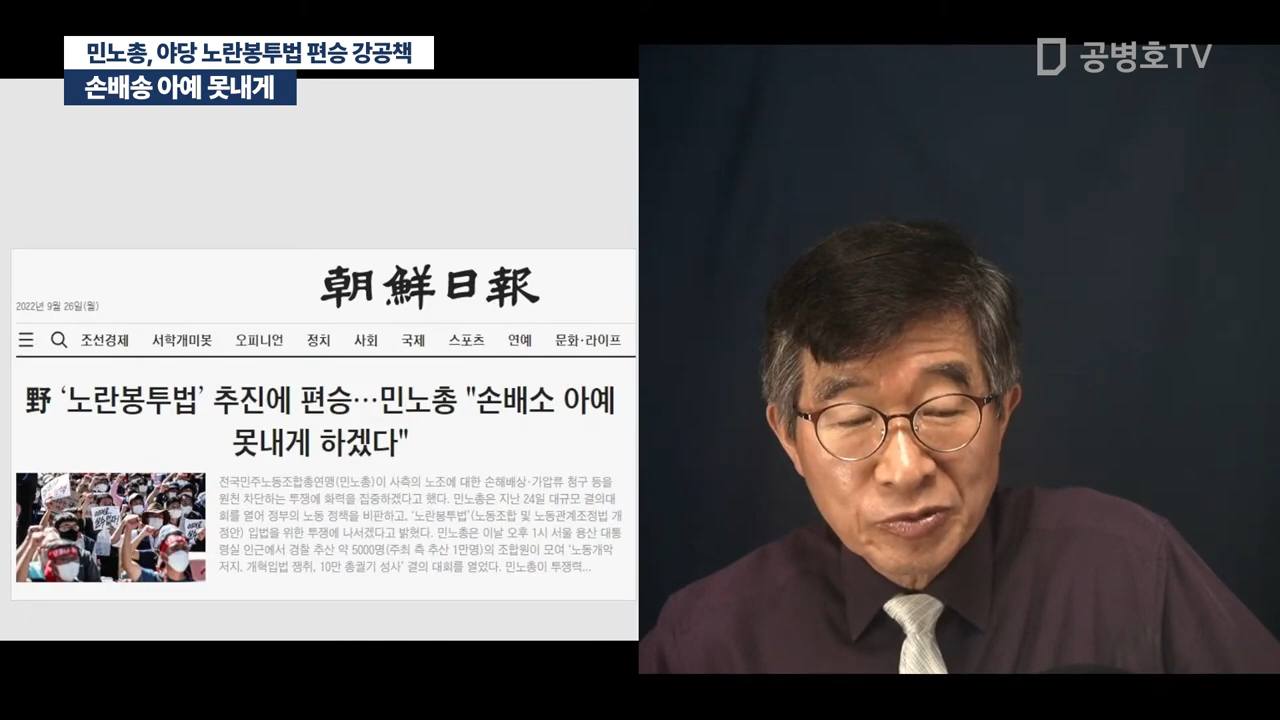 민노총, 야당 노란봉투법 편승 강공책
손배송 아예 못내게
공병호TV
朝鮮日報
2022년 9월 26일(월)
조선경제 서학개미봇 오피니언 정치 사회 국제 스포츠 연예 문화·라이프
野 ‘노란봉투법’ 추진에 편승…민노총 "손배소 아예
못내게 하겠다"
전국민주노동조합총연맹(민노총)이 사측의 노조에 대한 손해배상·가압류 청구 등을
원천 차단하는 투쟁에 화력을 집중하겠다고 했다. 민노총은 지난 24일 대규모 결의대
회를 열어 정부의 노동 정책을 비판하고, ‘노란봉투법’(노동조합 및 노동관계조정법 개
정안) 입법을 위한 투쟁에 나서겠다고 밝혔다. 민노총은 이날 오후 1시 서울 용산 대통
령실 인근에서 경찰 추산 약 5000명(주최 측 추산 1만명)의 조합원이 모여 ‘노동개악
저지, 개혁입법 쟁취, 10만 총궐기 성사’ 결의 대회를 열었다. 민노총이 투쟁력...